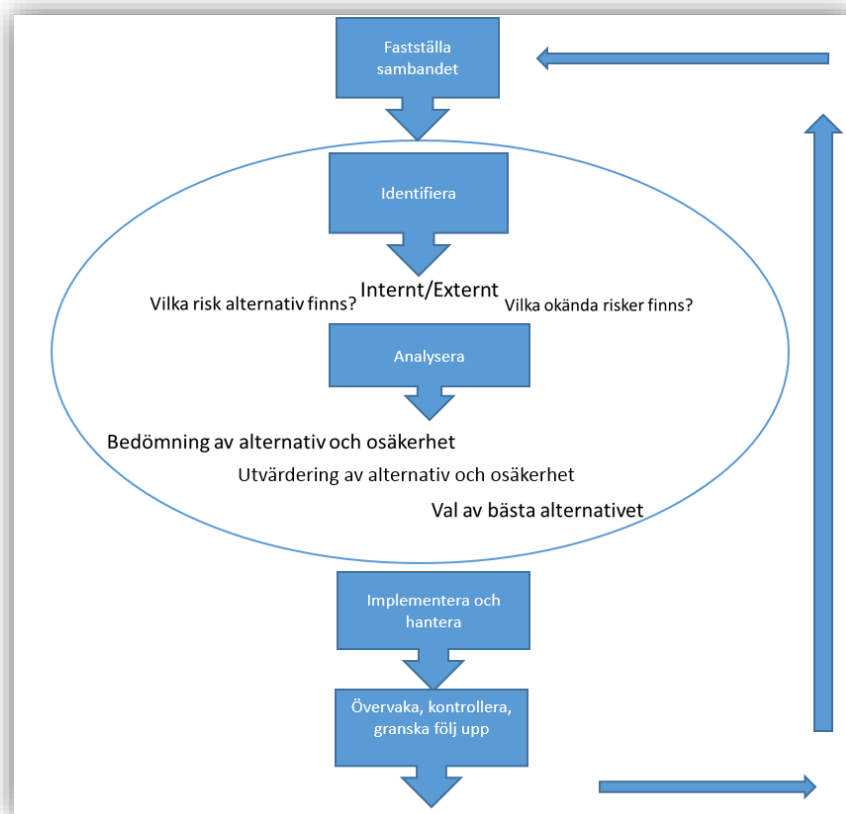 Fastställa
sambandet
Identifiera
Internt/Externt
Vilka risk alternativ finns?
Vilka okända risker finns?
Analysera
Bedömning av alternativ och osäkerhet
Utvärdering av alternativ och osäkerhet
Val av bästa alternativet
Implementera och
hantera
Övervaka, kontrollera,
granska följ upp